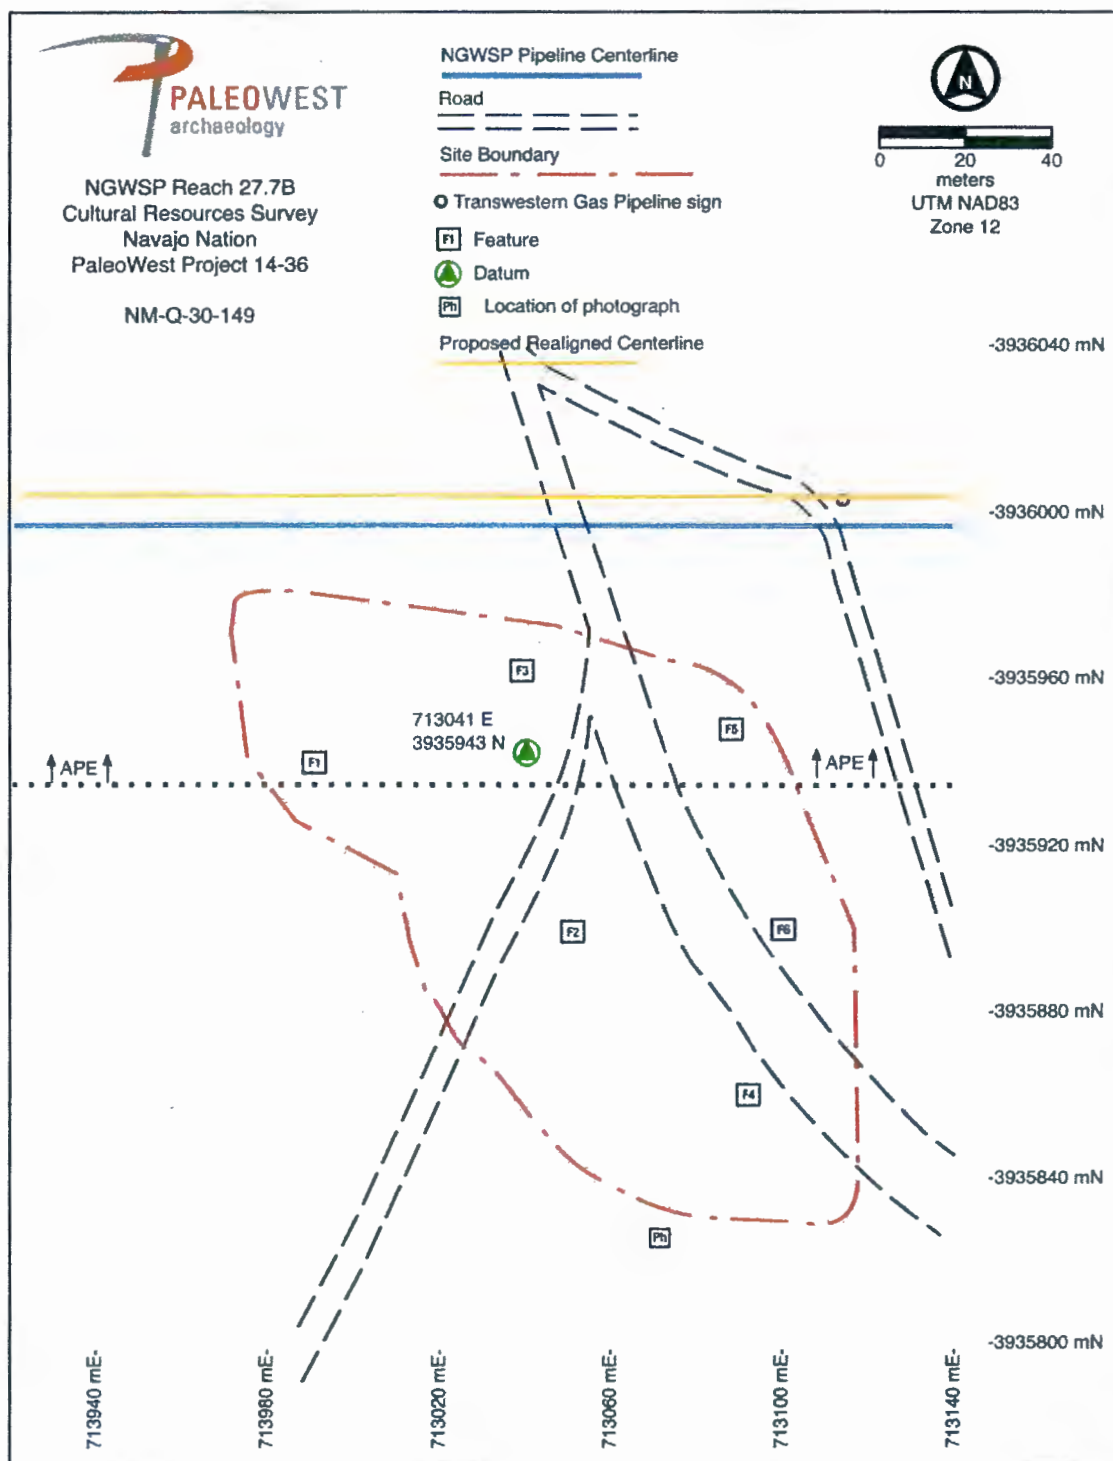 PALEOWEST
archaeology
NGWSP Reach 27.7B
Cultural Resources Survey
Navajo Nation
PaleoWest Project 14-36
NM-Q-30-149
NGWSP Pipeline Centerline
Road
Site Boundary
Transwestern Gas Pipeline sign
F1 Feature
Datum
Ph Location of photograph
Proposed Realigned Centerline
N
0 20 40
meters
UTM NAD83
Zone 12
-3936040 mN
-3936000 mN
-3935960 mN
F3
713041 E
3935943 N
F5
F1
APE
APE
-3935920 mN
F2
F6
-3935880 mN
F4
-3935840 mN
Ph
-3935800 mN
713940 mE-
713980 mE-
713020 mE-
713060 mE-
713100 mE-
713140 mE-